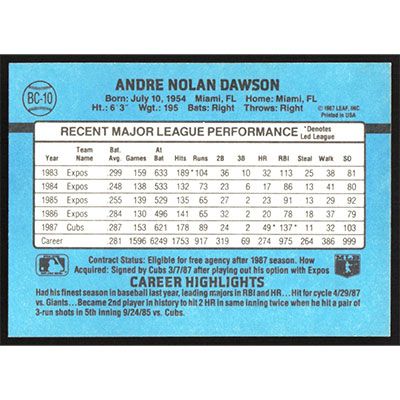 BC-10
ANDRE NOLAN DAWSON
Born: July 10, 1954 Miami, FL Home: Miami, FL
Ht.: 6' 3" Wgt.: 195 Bats: Right Throws: Right
© 1987 LEAF, INC.
Printed in USA
RECENT MAJOR LEAGUE PERFORMANCE *Denotes Led League
Year Team Name Bat. Avg. Games At Bat Hits Runs 2B 3B HR RBI Steal Walk SO
1983 Expos .299 159 633 189* 104 36 10 32 113 25 38 81
1984 Expos .248 138 533 132 73 23 6 17 86 13 41 80
1985 Expos .255 139 529 135 65 27 2 23 91 13 29 92
1986 Expos .284 130 496 141 65 32 2 20 78 18 37 79
1987 Cubs .287 153 621 178 89 24 2 49* 137* 11 32 103
Career .281 1596 6249 1753 917 319 69 274 975 264 386 999
Contract Status: Eligible for free agency after 1987 season. How
Acquired: Signed by Cubs 3/7/87 after playing out his option with Expos
CAREER HIGHLIGHTS
Had his finest season in baseball last year, leading majors in RBI and HR...Hit for cycle 4/29/87
vs. Giants...Became 2nd player in history to hit 2 HR in same inning twice when he hit a pair of
3-run shots in 5th inning 9/24/85 vs. Cubs.